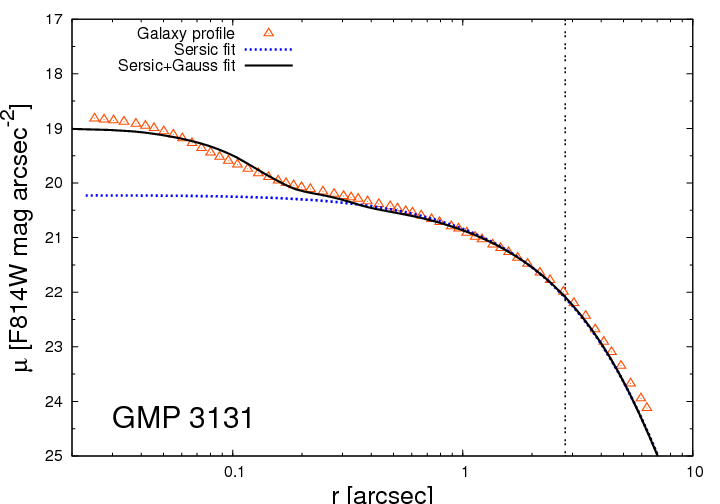 17
18
19
20
21
22
23
24
25
μ [F814W mag arcsec⁻²]
Galaxy profile
Sersic fit
Sersic+Gauss fit
GMP 3131
0.1 1 10
r [arcsec]